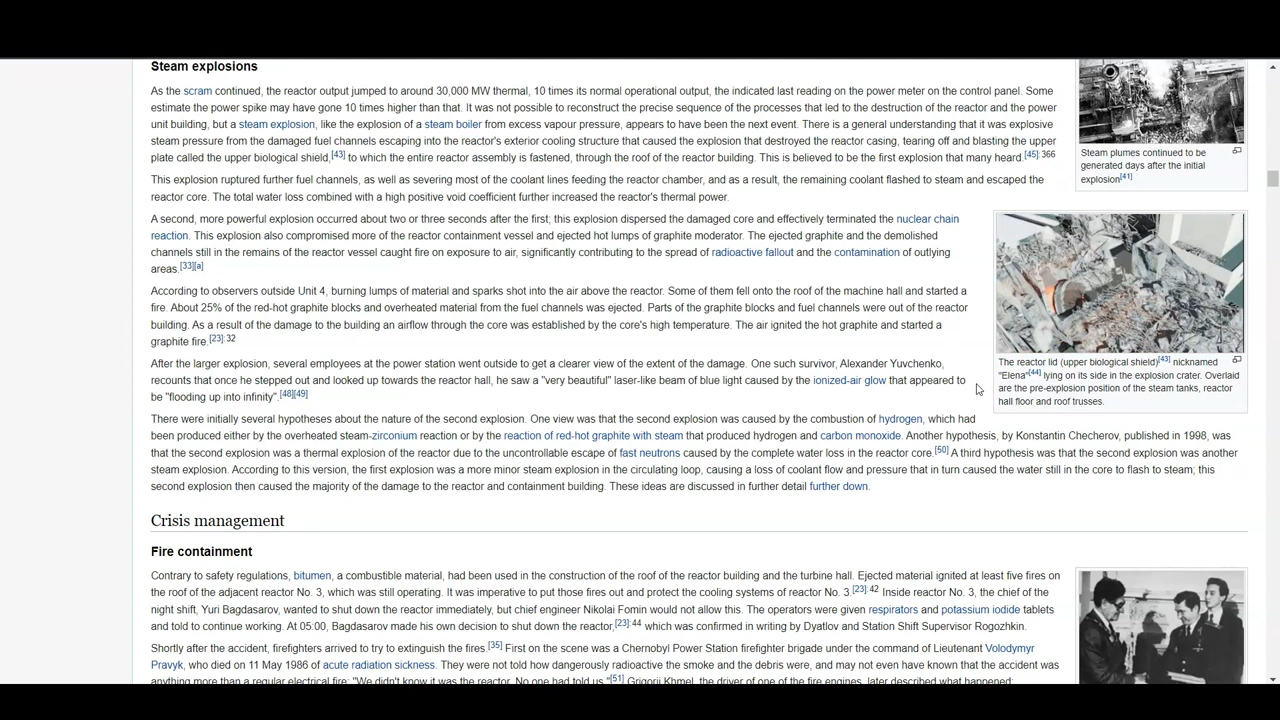 Steam explosions
As the scram continued, the reactor output jumped to around 30,000 MW thermal, 10 times its normal operational output, the indicated last reading on the power meter on the control panel. Some
estimate the power spike may have gone 10 times higher than that. It was not possible to reconstruct the precise sequence of the processes that led to the destruction of the reactor and the power
unit building, but a steam explosion, like the explosion of a steam boiler from excess vapour pressure, appears to have been the next event. There is a general understanding that it was explosive
steam pressure from the damaged fuel channels escaping into the reactor's exterior cooling structure that caused the explosion that destroyed the reactor casing, tearing off and blasting the upper
plate called the upper biological shield,[43] to which the entire reactor assembly is fastened, through the roof of the reactor building. This is believed to be the first explosion that many heard.[45]: 366
This explosion ruptured further fuel channels, as well as severing most of the coolant lines feeding the reactor chamber, and as a result, the remaining coolant flashed to steam and escaped the
reactor core. The total water loss combined with a high positive void coefficient further increased the reactor's thermal power.
Steam plumes continued to be
generated days after the initial
explosion[41]
A second, more powerful explosion occurred about two or three seconds after the first; this explosion dispersed the damaged core and effectively terminated the nuclear chain
reaction. This explosion also compromised more of the reactor containment vessel and ejected hot lumps of graphite moderator. The ejected graphite and the demolished
channels still in the remains of the reactor vessel caught fire on exposure to air, significantly contributing to the spread of radioactive fallout and the contamination of outlying
areas.[33][a]
According to observers outside Unit 4, burning lumps of material and sparks shot into the air above the reactor. Some of them fell onto the roof of the machine hall and started a
fire. About 25% of the red-hot graphite blocks and overheated material from the fuel channels was ejected. Parts of the graphite blocks and fuel channels were out of the reactor
building. As a result of the damage to the building an airflow through the core was established by the core's high temperature. The air ignited the hot graphite and started a
graphite fire.[23]: 32
After the larger explosion, several employees at the power station went outside to get a clearer view of the extent of the damage. One such survivor, Alexander Yuvchenko,
recounts that once he stepped out and looked up towards the reactor hall, he saw a "very beautiful" laser-like beam of blue light caused by the ionized-air glow that appeared to
be "flooding up into infinity".[48][49]
The reactor lid (upper biological shield)[43] nicknamed
"Elena"[44] lying on its side in the explosion crater. Overlaid
are the pre-explosion position of the steam tanks, reactor
hall floor and roof trusses.
There were initially several hypotheses about the nature of the second explosion. One view was that the second explosion was caused by the combustion of hydrogen, which had
been produced either by the overheated steam-zirconium reaction or by the reaction of red-hot graphite with steam that produced hydrogen and carbon monoxide. Another hypothesis, by Konstantin Checherov, published in 1998, was
that the second explosion was a thermal explosion of the reactor due to the uncontrollable escape of fast neutrons caused by the complete water loss in the reactor core.[50] A third hypothesis was that the second explosion was another
steam explosion. According to this version, the first explosion was a more minor steam explosion in the circulating loop, causing a loss of coolant flow and pressure that in turn caused the water still in the core to flash to steam; this
second explosion then caused the majority of the damage to the reactor and containment building. These ideas are discussed in further detail further down.
Crisis management
Fire containment
Contrary to safety regulations, bitumen, a combustible material, had been used in the construction of the roof of the reactor building and the turbine hall. Ejected material ignited at least five fires on
the roof of the adjacent reactor No. 3, which was still operating. It was imperative to put those fires out and protect the cooling systems of reactor No. 3.[23]: 42 Inside reactor No. 3, the chief of the
night shift, Yuri Bagdasarov, wanted to shut down the reactor immediately, but chief engineer Nikolai Fomin would not allow this. The operators were given respirators and potassium iodide tablets
and told to continue working. At 05:00, Bagdasarov made his own decision to shut down the reactor,[23]: 44 which was confirmed in writing by Dyatlov and Station Shift Supervisor Rogozhkin.
Shortly after the accident, firefighters arrived to try to extinguish the fires.[35] First on the scene was a Chernobyl Power Station firefighter brigade under the command of Lieutenant Volodymyr
Pravyk, who died on 11 May 1986 of acute radiation sickness. They were not told how dangerously radioactive the smoke and the debris were, and may not even have known that the accident was
anything more than a regular electrical fire: "We didn't know it was the reactor. No one had told us."[51] Grigorii Khmel, the driver of one of the fire engines, later described what happened: